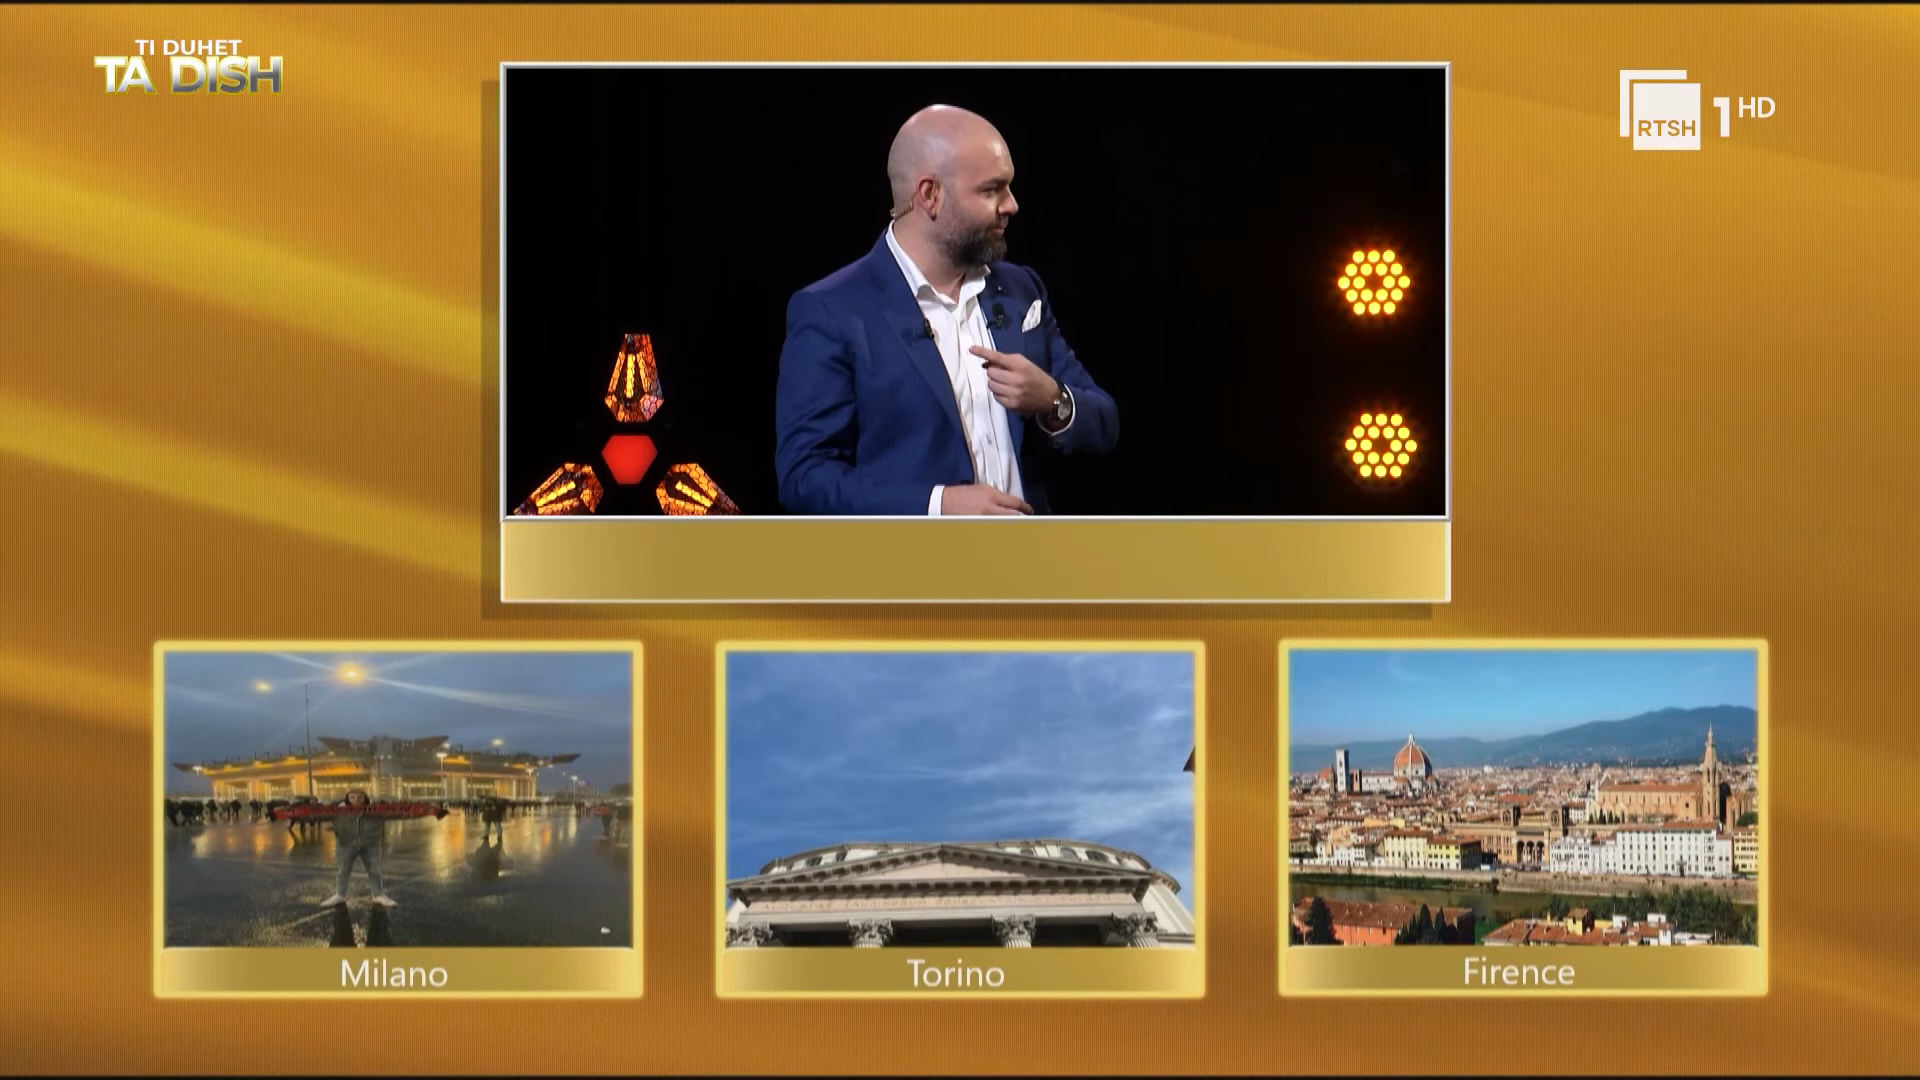 TI DUHET
TA DISH
RTSH 1 HD
Milano
Torino
Firence